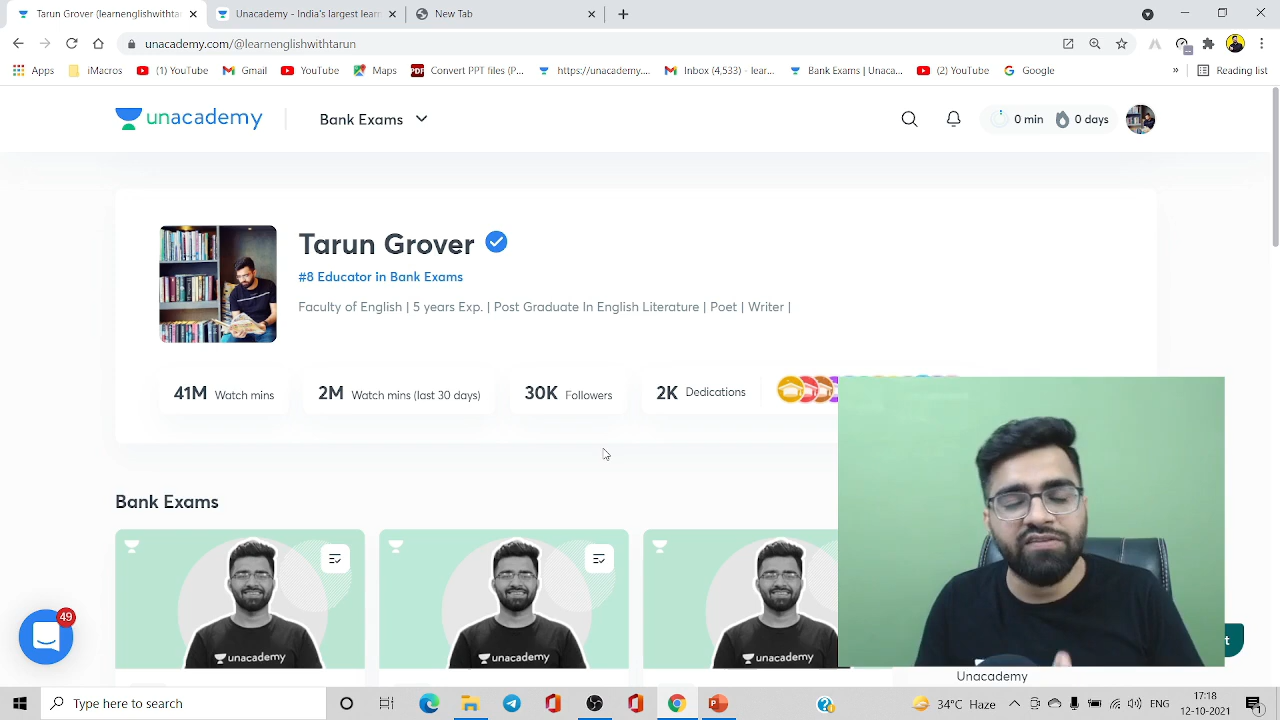 Tarun Grover (learnenglishwitht
Unacademy - India's largest lear
New Tab
unacademy.com/@learnenglishwithtarun
Apps
iMacros
(1) YouTube
Gmail
YouTube
Maps
PDF
Convert PPT files (P...
https://unacademy....
Inbox (4,533) - lear...
Bank Exams | Unaca...
(2) YouTube
Google
»
Reading list
unacademy
Bank Exams
0 min
0 days
Tarun Grover
#8 Educator in Bank Exams
Faculty of English | 5 years Exp. | Post Graduate In English Literature | Poet | Writer |
41M Watch mins
2M Watch mins (last 30 days)
30K Followers
2K Dedications
Bank Exams
unacademy
unacademy
unacademy
49
t
Unacademy
Type here to search
34°C Haze
ENG
17:18
12-10-2021
1